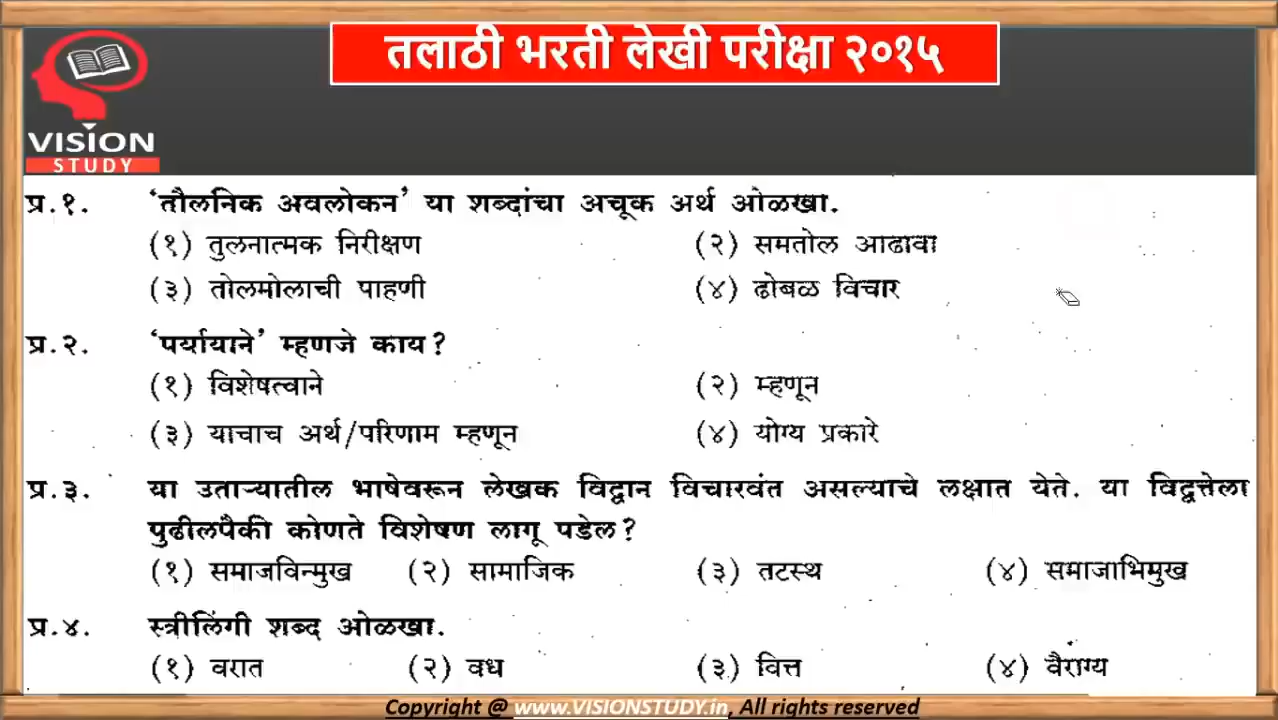 तलाठी भरती लेखी परीक्षा २०१५
VISION
STUDY
प्र.१. ‘तौलनिक अवलोकन’ या शब्दांचा अचूक अर्थ ओळखा.
(१) तुलनात्मक निरीक्षण (२) समतोल आढावा
(३) तोलमोलाची पाहणी (४) ढोबळ विचार
प्र.२. ‘पर्यायाने’ म्हणजे काय?
(१) विशेषत्वाने (२) म्हणून
(३) याचाच अर्थ/परिणाम म्हणून (४) योग्य प्रकारे
प्र.३. या उताऱ्यातील भाषेवरून लेखक विद्वान विचारवंत असल्याचे लक्षात येते. या विद्वत्तेला
पुढीलपैकी कोणते विशेषण लागू पडेल?
(१) समाजविन्मुख (२) सामाजिक (३) तटस्थ (४) समाजाभिमुख
प्र.४. स्त्रीलिंगी शब्द ओळखा.
(१) वरात (२) वध (३) वित्त (४) वैराग्य
Copyright @ www.VISIONSTUDY.in, All rights reserved